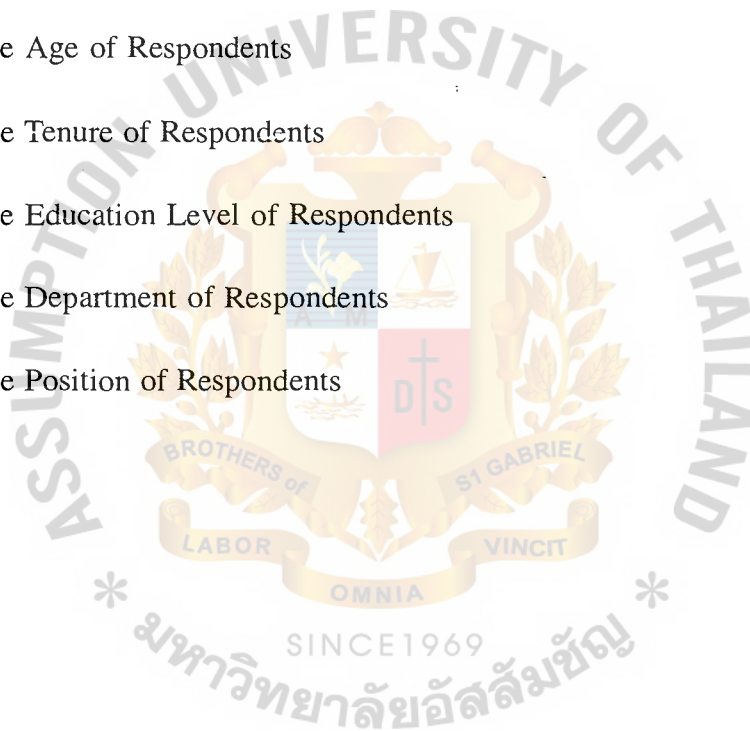 e Age of Respondents
e Tenure of Respondents
e Education Level of Respondents
e Department of Respondents
e Position of Respondents
ASSUMPTION UNIVERSITY OF THAILAND
A M
D S
BROTHERS of
ST GABRIEL
LABOR
VINCIT
OMNIA
* *
SINCE1969
มหาวิทยาลัยอัสสัมชัญ